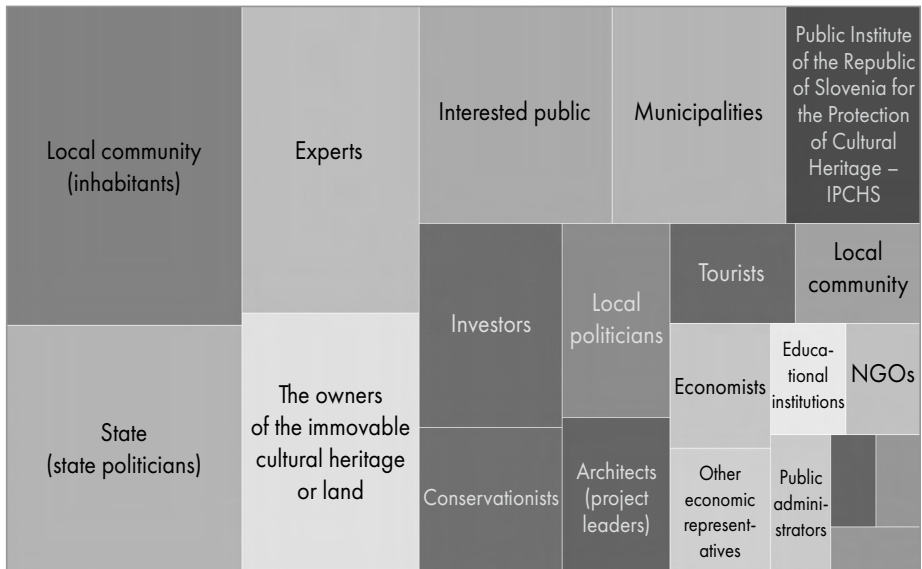 Local community
(inhabitants)
State
(state politicians)
Experts
The owners
of the immovable
cultural heritage
or land
Interested public
Municipalities
Public Institute
of the Republic
of Slovenia for
the Protection
of Cultural
Heritage –
IPCHS
Investors
Conservationists
Local
politicians
Architects
(project
leaders)
Tourists
Local
community
Economists
Educa-
tional
institutions
NGOs
Other
economic
represent-
atives
Public
admini-
strators